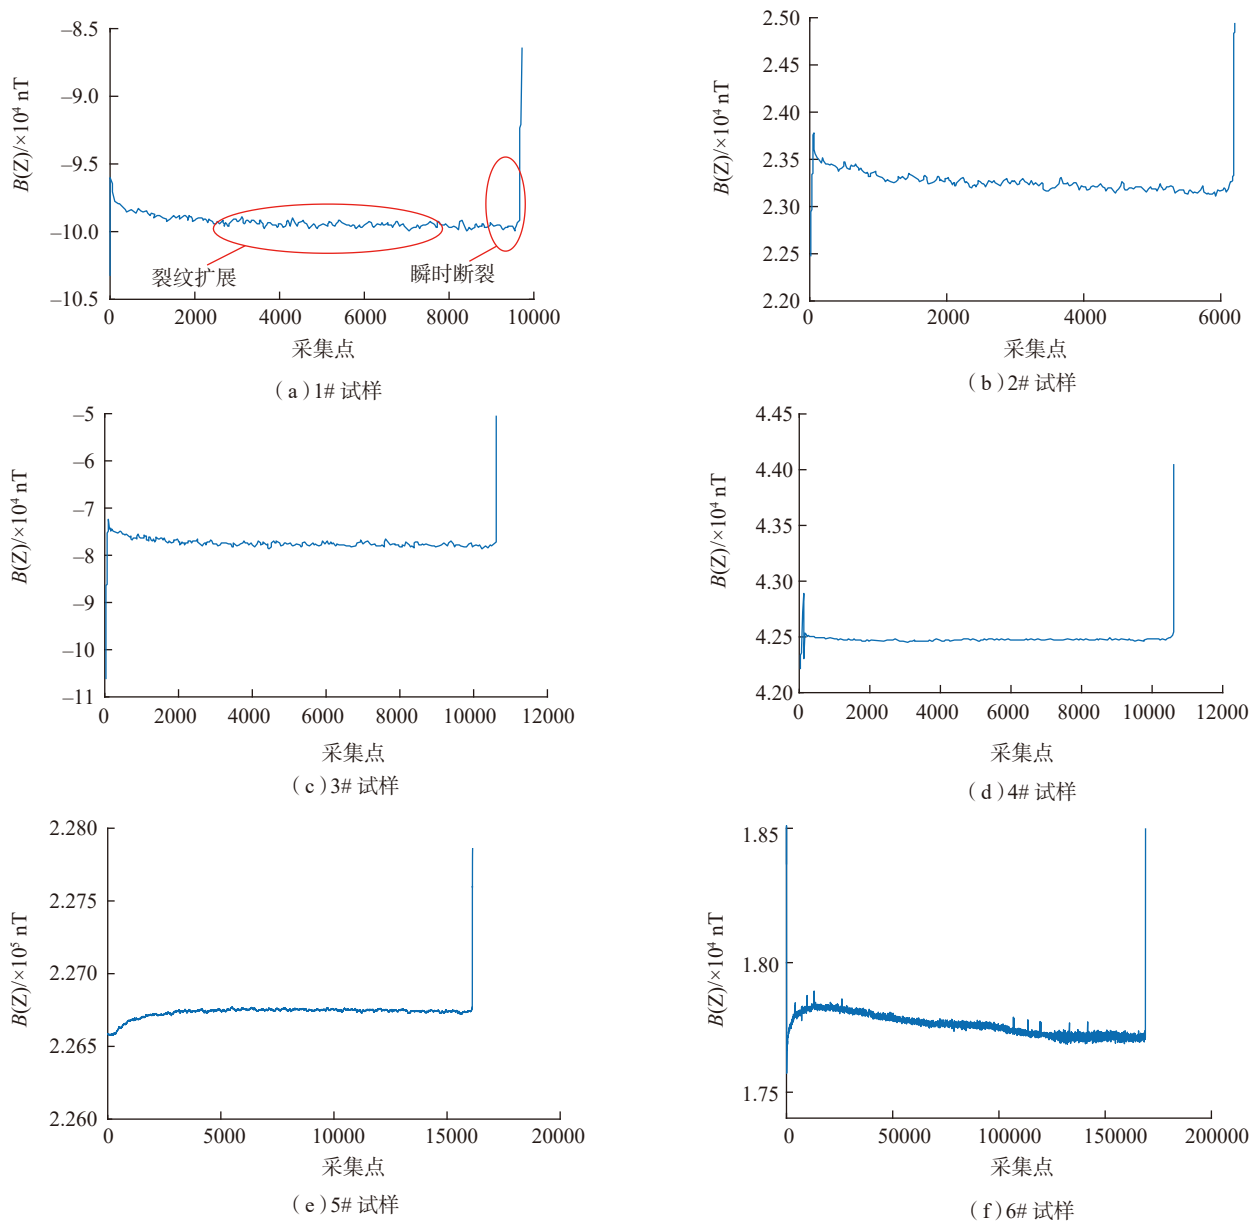 B(Z)/×10⁴ nT
–8.5
–9.0
–9.5
–10.0
–10.5
裂纹扩展
瞬时断裂
0 2000 4000 6000 8000 10000
采集点
(a)1# 试样
B(Z)/×10⁴ nT
2.50
2.45
2.40
2.35
2.30
2.25
2.20
0 2000 4000 6000
采集点
(b)2# 试样
B(Z)/×10⁴ nT
–5
–6
–7
–8
–9
–10
–11
0 2000 4000 6000 8000 10000 12000
采集点
(c)3# 试样
B(Z)/×10⁴ nT
4.45
4.40
4.35
4.30
4.25
4.20
0 2000 4000 6000 8000 10000 12000
采集点
(d)4# 试样
B(Z)/×10⁵ nT
2.280
2.275
2.270
2.265
2.260
0 5000 10000 15000 20000
采集点
(e)5# 试样
B(Z)/×10⁴ nT
1.85
1.80
1.75
0 50000 100000 150000 200000
采集点
(f)6# 试样